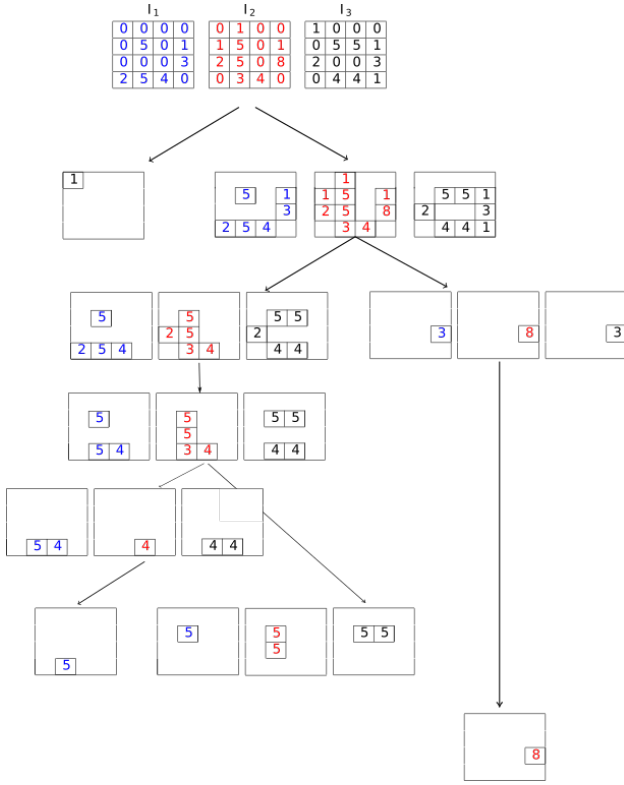 I1 I2 I3
0 0 0 0 0 1 0 0 1 0 0 0
0 5 0 1 1 5 0 1 0 5 5 1
0 0 0 3 2 5 0 8 2 0 0 3
2 5 4 0 0 3 4 0 0 4 4 1
1 1
5 1 1 5 1 5 5 1
3 2 5 8 2 3
2 5 4 3 4 4 4 1
5 5 5 5
2 5 2 3 8 3
2 5 4 3 4 4 4
5 5 5 5
5
5 4 3 4 4 4
5 4 4 4 4
5 5 5 5
5
5
8